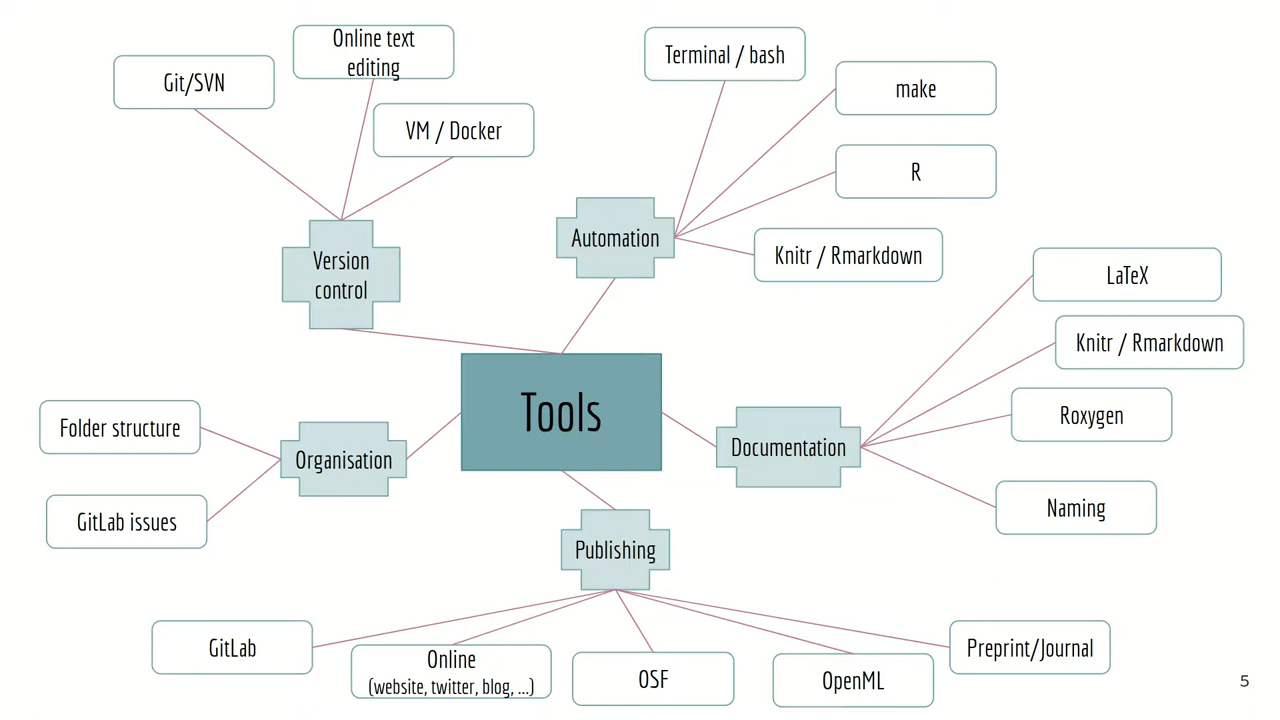 Online text
editing
Git/SVN
VM / Docker
Version
control
Terminal / bash
make
R
Knitr / Rmarkdown
Automation
Tools
LaTeX
Knitr / Rmarkdown
Roxygen
Naming
Documentation
Folder structure
GitLab issues
Organisation
Publishing
GitLab
Online
(website, twitter, blog, ...)
OSF
OpenML
Preprint/Journal
5